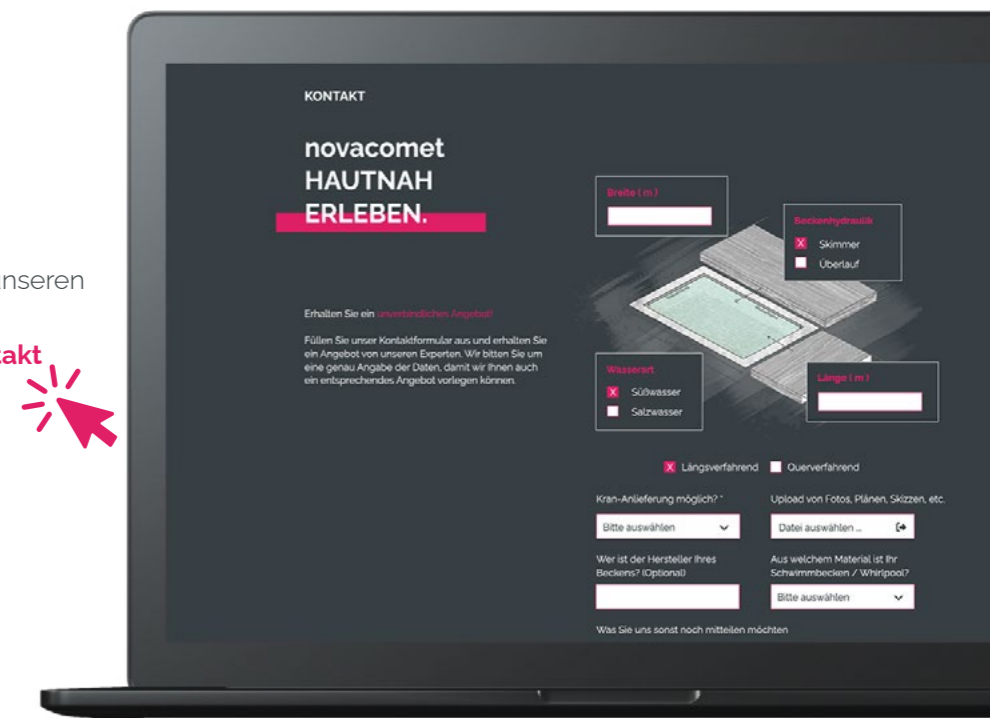 unseren
takt
KONTAKT
novacomet
HAUTNAH
ERLEBEN.
Erhalten Sie ein unverbindliches Angebot!
Füllen Sie unser Kontaktformular aus und erhalten Sie
ein Angebot von unseren Experten. Wir bitten Sie um
eine genau Angabe der Daten, damit wir Ihnen auch
ein entsprechendes Angebot vorlegen können.
Breite ( m )
Beckenhydraulik
X Skimmer
Überlauf
Wasserart
X Süßwasser
Salzwasser
Länge ( m )
X Längsverfahrend Querverfahrend
Kran-Anlieferung möglich? *
Bitte auswählen
Upload von Fotos, Plänen, Skizzen, etc.
Datei auswählen ...
Wer ist der Hersteller Ihres
Beckens? (Optional)
Aus welchem Material ist Ihr
Schwimmbecken / Whirlpool?
Bitte auswählen
Was Sie uns sonst noch mitteilen möchten